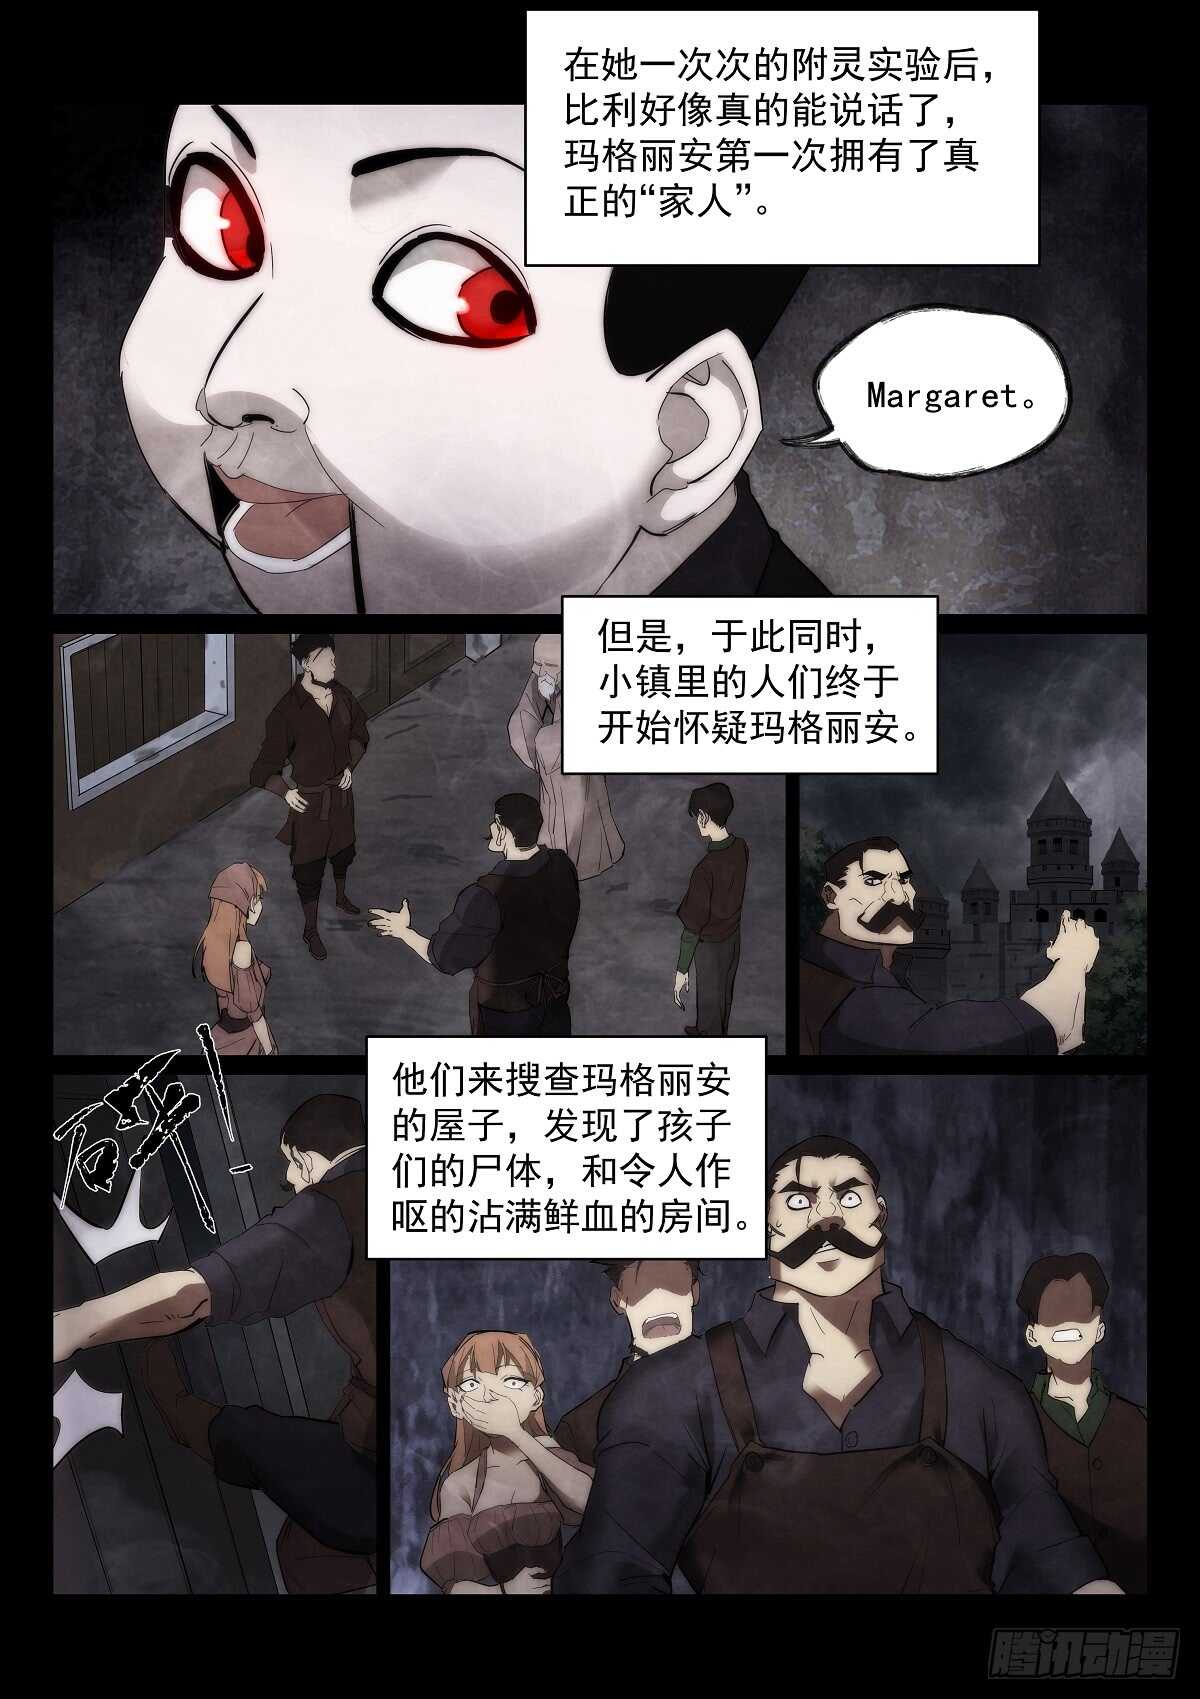 在她一次次的附灵实验后，
比利好像真的能说话了，
玛格丽安第一次拥有了真
正的“家人”。
Margaret。
但是，于此同时，
小镇里的人们终于
开始怀疑玛格丽安。
他们来搜查玛格丽安
的屋子，发现了孩子
们的尸体，和令人作
呕的沾满鲜血的房间。
腾讯动漫